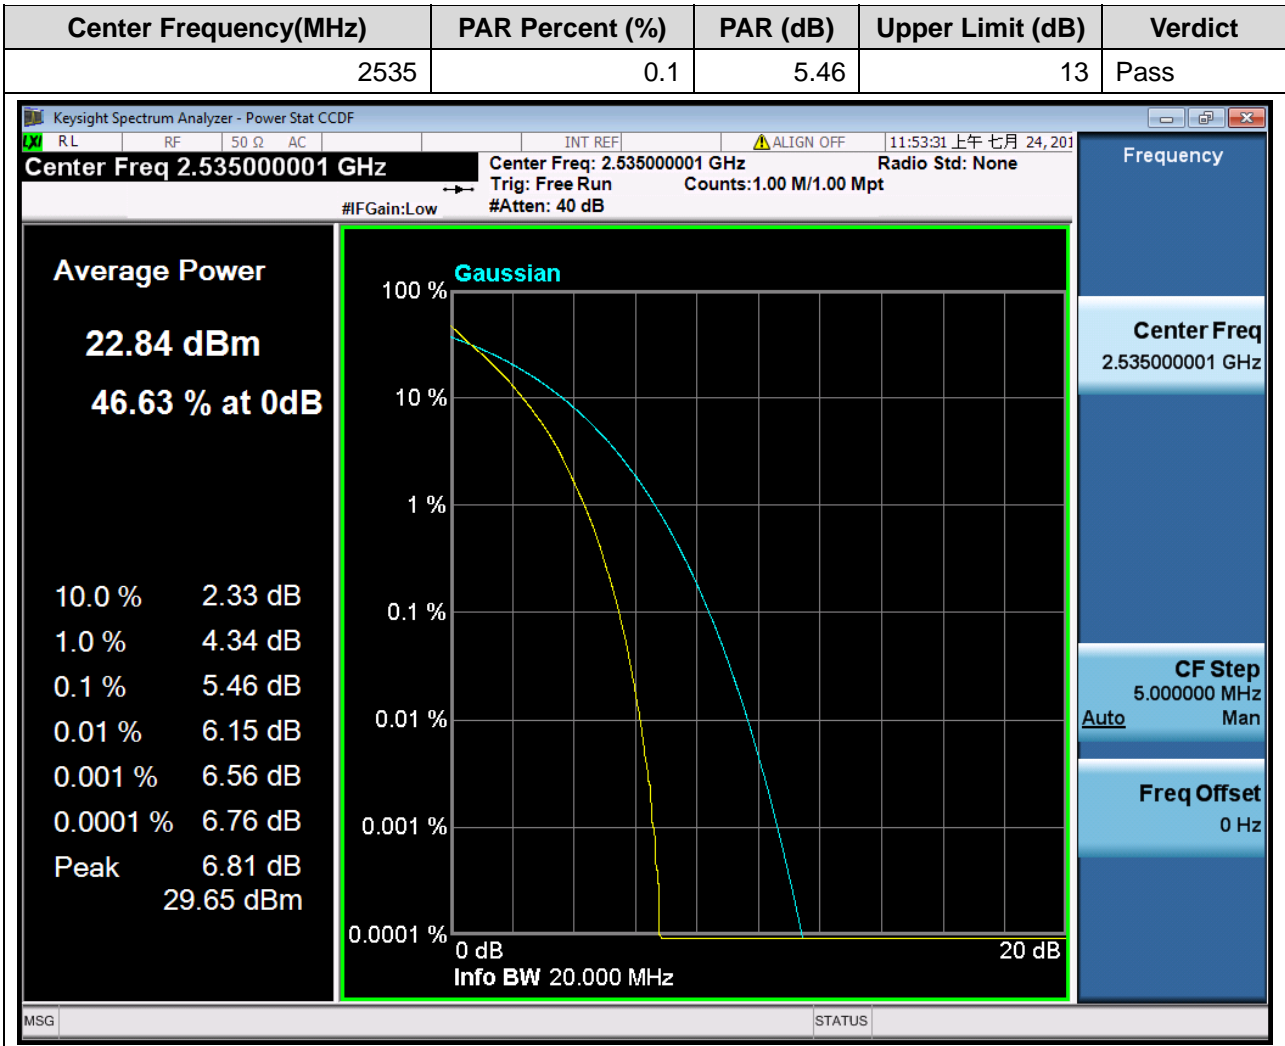 Center Frequency(MHz) PAR Percent (%) PAR (dB) Upper Limit (dB) Verdict
2535 0.1 5.46 13 Pass
Keysight Spectrum Analyzer - Power Stat CCDF
LXI RL RF 50 Ω AC INT REF ALIGN OFF 11:53:31 上午 七月 24, 201
Center Freq 2.535000001 GHz
Center Freq: 2.535000001 GHz Radio Std: None
Trig: Free Run Counts:1.00 M/1.00 Mpt
#IFGain:Low #Atten: 40 dB
Average Power
22.84 dBm
46.63 % at 0dB
10.0 % 2.33 dB
1.0 % 4.34 dB
0.1 % 5.46 dB
0.01 % 6.15 dB
0.001 % 6.56 dB
0.0001 % 6.76 dB
Peak 6.81 dB
29.65 dBm
Gaussian
100 %
10 %
1 %
0.1 %
0.01 %
0.001 %
0.0001 %
0 dB 20 dB
Info BW 20.000 MHz
Frequency
Center Freq
2.535000001 GHz
CF Step
5.000000 MHz
Auto Man
Freq Offset
0 Hz
MSG STATUS